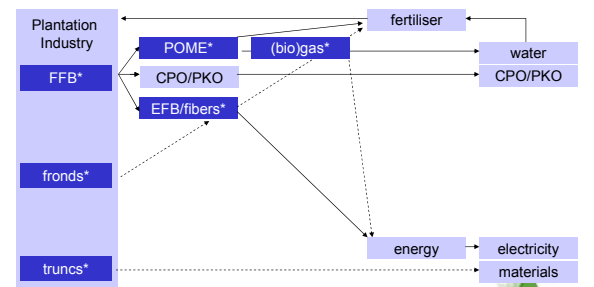 Plantation
Industry
fertiliser
POME*
(bio)gas*
water
FFB*
CPO/PKO
CPO/PKO
EFB/fibers*
fronds*
energy
electricity
truncs*
materials